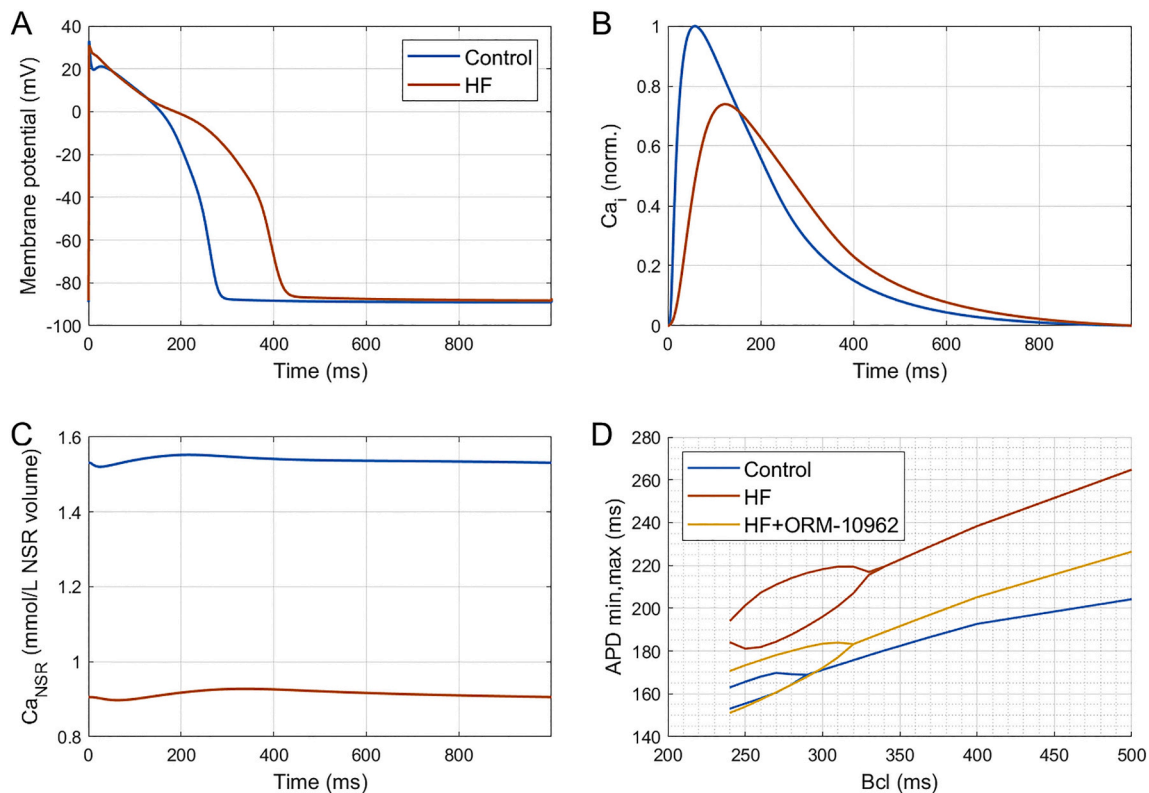 A
Membrane potential (mV)
40
20
0
-20
-40
-60
-80
-100
0
200
400
600
800
Time (ms)
Control
HF
B
Ca_i (norm.)
1
0.8
0.6
0.4
0.2
0
0
200
400
600
800
Time (ms)
C
Ca_NSR (mmol/L NSR volume)
1.6
1.4
1.2
1
0.8
0
200
400
600
800
Time (ms)
D
APD min,max (ms)
280
260
240
220
200
180
160
140
200
250
300
350
400
450
500
Bcl (ms)
Control
HF
HF+ORM-10962